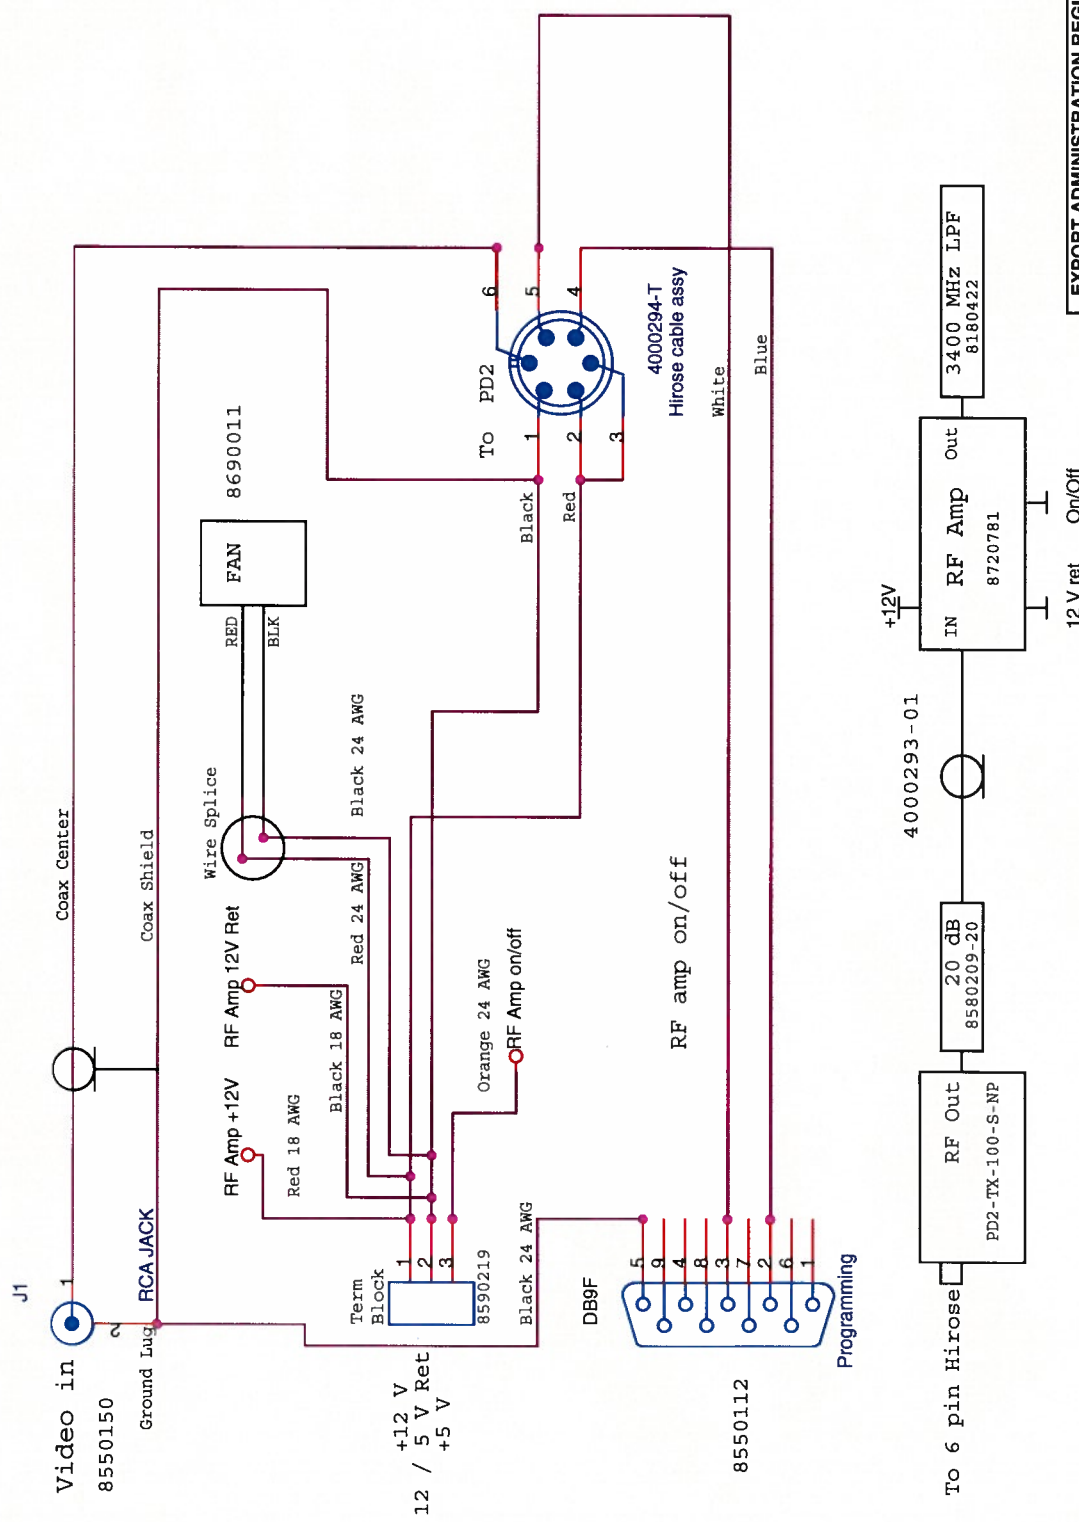 J1
Video in
8550150
1
2
Ground Lug
RCA JACK
Coax Center
Coax Shield
RF Amp +12V
RF Amp 12V Ret
Red 18 AWG
Black 18 AWG
Wire Splice
RED
BLK
FAN
8690011
Red 24 AWG
Black 24 AWG
Term
Block
1
2
3
8590219
+12 V
12 / 5 V Ret
+5 V
Orange 24 AWG
RF Amp on/off
Black
Red
To PD2
1
2
3
6
5
4
4000294-T
Hirose cable assy
White
Blue
Black 24 AWG
DB9F
5
9
4
8
3
7
2
6
1
Programming
8550112
RF amp on/off
To 6 pin Hirose
RF Out
PD2-TX-100-S-NP
20 dB
8580209-20
4000293-01
+12V
IN RF Amp Out
8720781
12 V ret On/Off
3400 MHz LPF
8180422